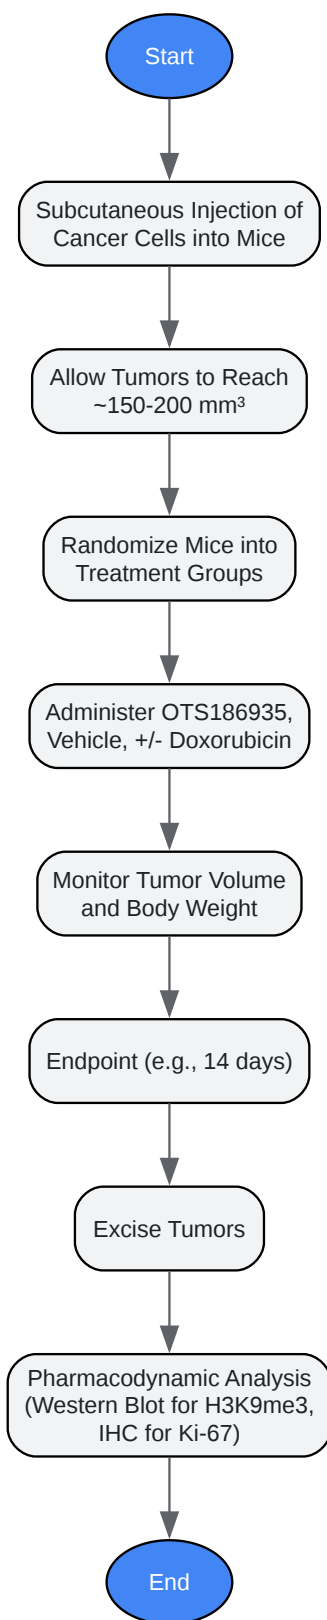 Start
Subcutaneous Injection of
Cancer Cells into Mice
Allow Tumors to Reach
~150-200 mm³
Randomize Mice into
Treatment Groups
Administer OTS186935,
Vehicle, +/- Doxorubicin
Monitor Tumor Volume
and Body Weight
Endpoint (e.g., 14 days)
Excise Tumors
Pharmacodynamic Analysis
(Western Blot for H3K9me3,
IHC for Ki-67)
End